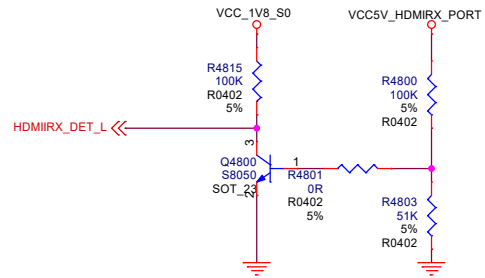 VCC_1V8_S0
VCC5V_HDMIRX_PORT
R4815
100K
R0402
5%
R4800
100K
5%
R0402
HDMIIRX_DET_L
3
Q4800
S8050
SOT_23
2
1
R4801
0R
R0402
5%
R4803
51K
5%
R0402